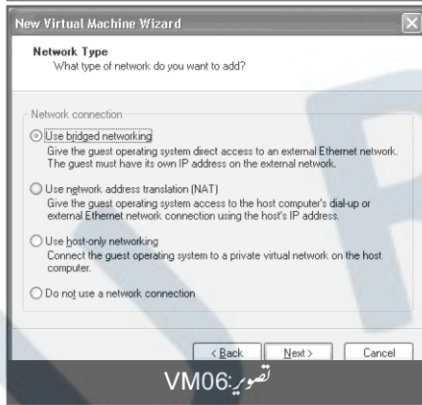 New Virtual Machine Wizard
Network Type
What type of network do you want to add?
Network connection
Use bridged networking
Give the guest operating system direct access to an external Ethernet network.
The guest must have its own IP address on the external network.
Use network address translation (NAT)
Give the guest operating system access to the host computer's dial-up or
external Ethernet network connection using the host's IP address.
Use host-only networking
Connect the guest operating system to a private virtual network on the host
computer.
Do not use a network connection
< Back
Next >
Cancel
تصویر:VM06